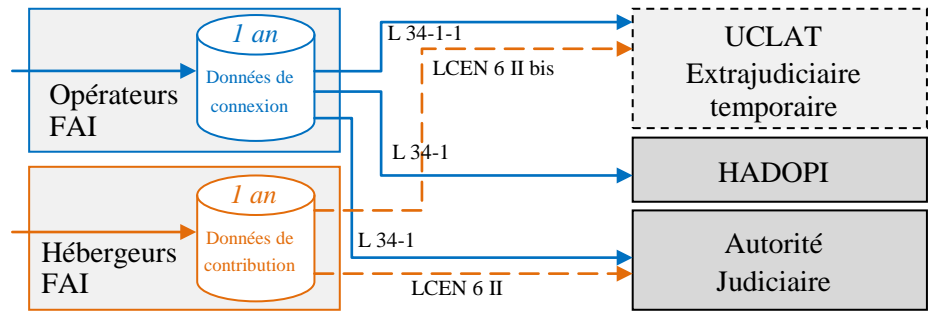 1 an
Données de
connexion
Opérateurs
FAI
L 34-1-1
LCEN 6 II bis
UCLAT
Extrajudiciaire
temporaire
L 34-1
HADOPI
1 an
Données de
contribution
Hébergeurs
FAI
L 34-1
LCEN 6 II
Autorité
Judiciaire